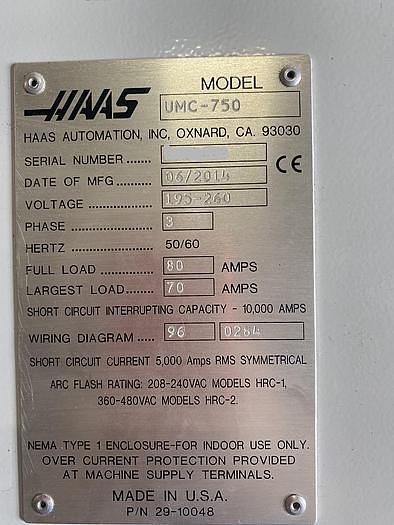 MODEL
HAAS UMC-750
HAAS AUTOMATION, INC, OXNARD, CA. 93030
SERIAL NUMBER ............
CE
DATE OF MFG ......... 06/2014
VOLTAGE ................. 195-260
PHASE .................... 3
HERTZ .................... 50/60
FULL LOAD ............. 80 AMPS
LARGEST LOAD....... 70 AMPS
SHORT CIRCUIT INTERRUPTING CAPACITY - 10,000 AMPS
WIRING DIAGRAM ..... 96 0284
SHORT CIRCUIT CURRENT 5,000 Amps RMS SYMMETRICAL
ARC FLASH RATING: 208-240VAC MODELS HRC-1,
360-480VAC MODELS HRC-2.
NEMA TYPE 1 ENCLOSURE-FOR INDOOR USE ONLY.
OVER CURRENT PROTECTION PROVIDED
AT MACHINE SUPPLY TERMINALS.
MADE IN U.S.A.
P/N 29-10048